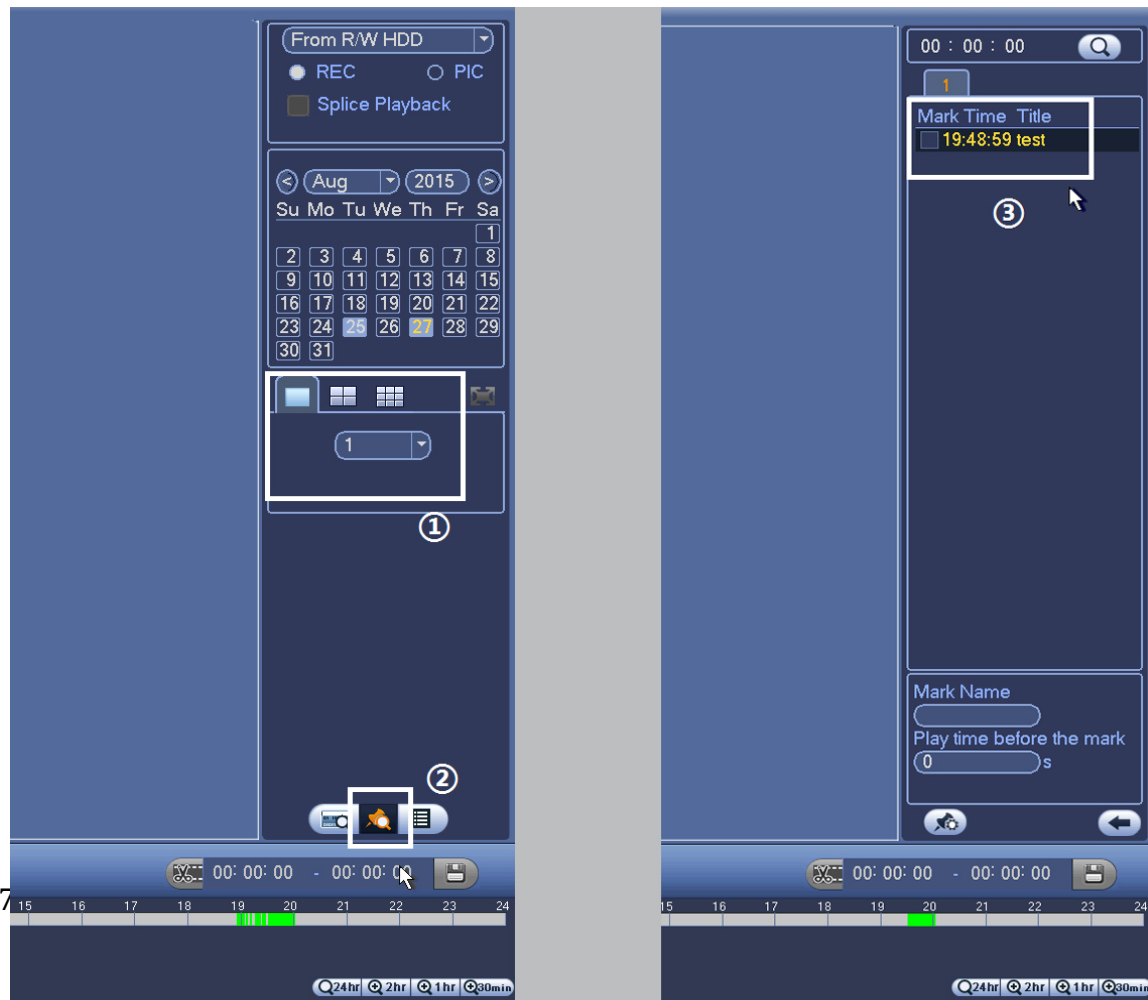 From R/W HDD
REC PIC
Splice Playback
< Aug 2015 >
Su Mo Tu We Th Fr Sa
1
2 3 4 5 6 7 8
9 10 11 12 13 14 15
16 17 18 19 20 21 22
23 24 25 26 27 28 29
30 31
1
①
②
00: 00: 00 - 00: 00: 00
7
15 16 17 18 19 20 21 22 23 24
24hr 2hr 1hr 30min
00 : 00 : 00
1
Mark Time Title
19:48:59 test
③
Mark Name
Play time before the mark
0 s
00: 00: 00 - 00: 00: 00
15 16 17 18 19 20 21 22 23 24
24hr 2hr 1hr 30min